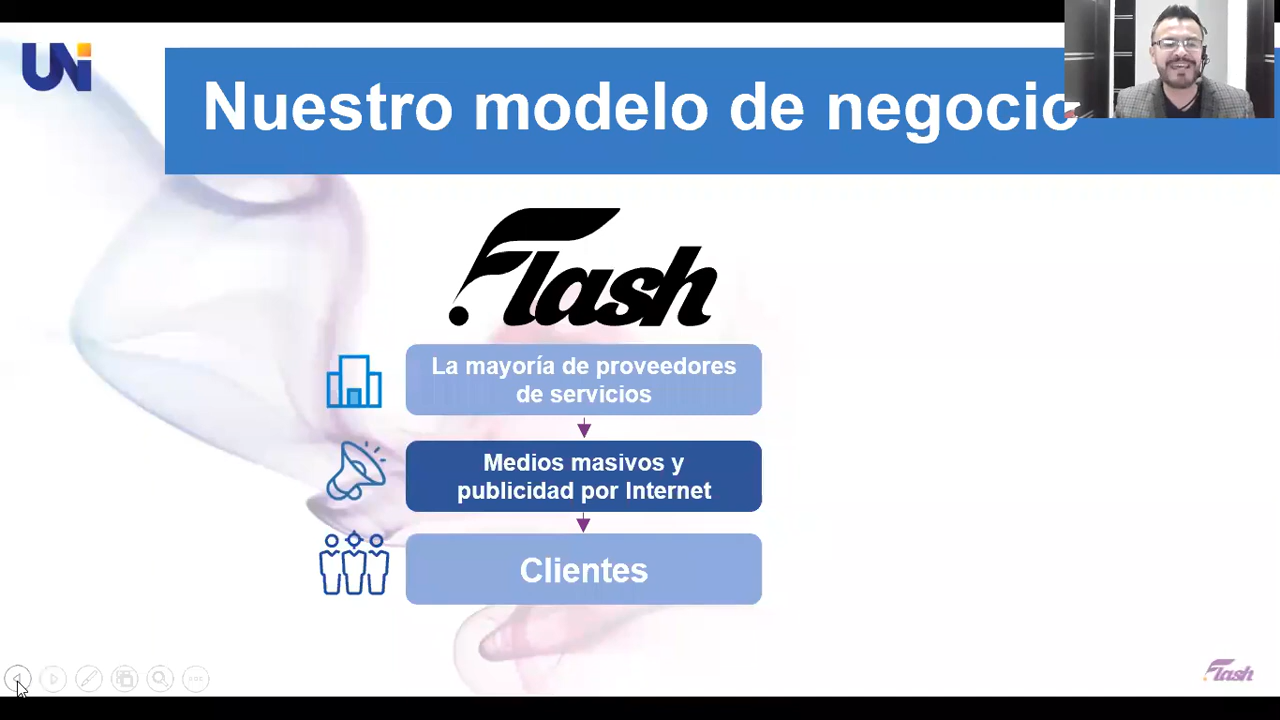 UNi
Nuestro modelo de negocio
Flash
La mayoría de proveedores
de servicios
Medios masivos y
publicidad por Internet
Clientes
Flash